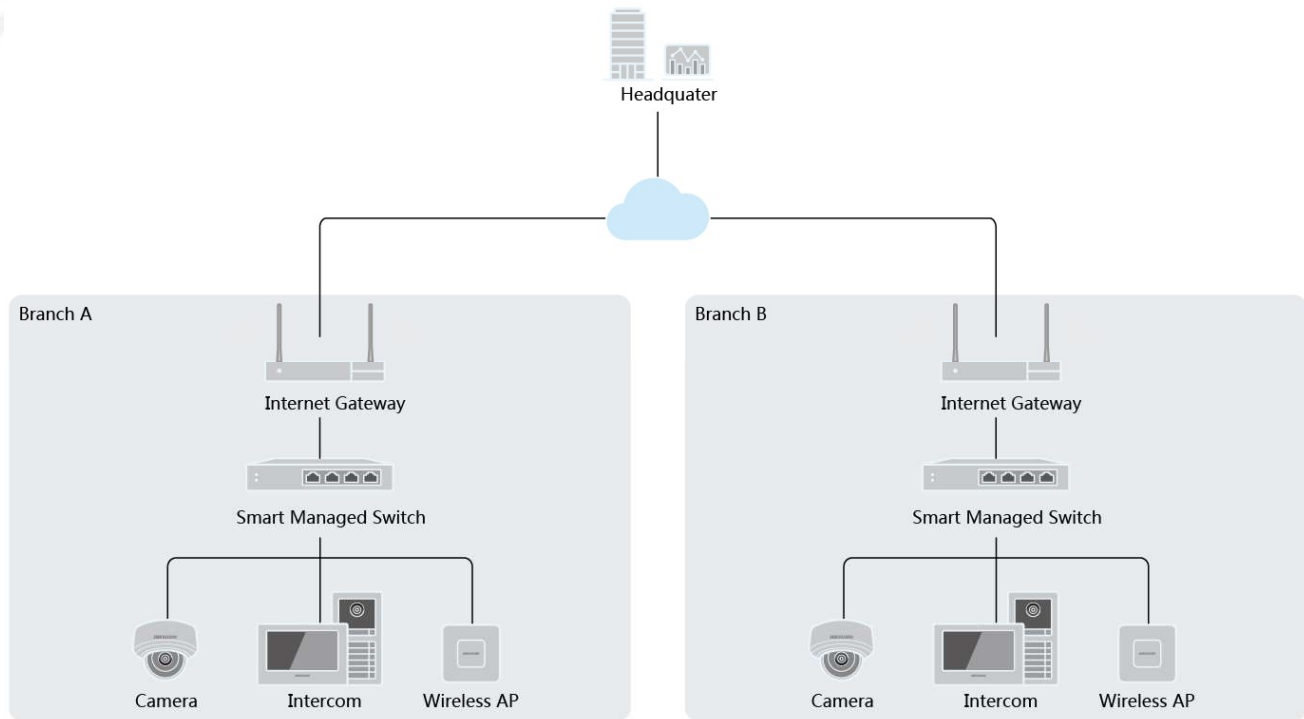 Headquater
Branch A
Internet Gateway
Smart Managed Switch
Camera
Intercom
Wireless AP
Branch B
Internet Gateway
Smart Managed Switch
Camera
Intercom
Wireless AP